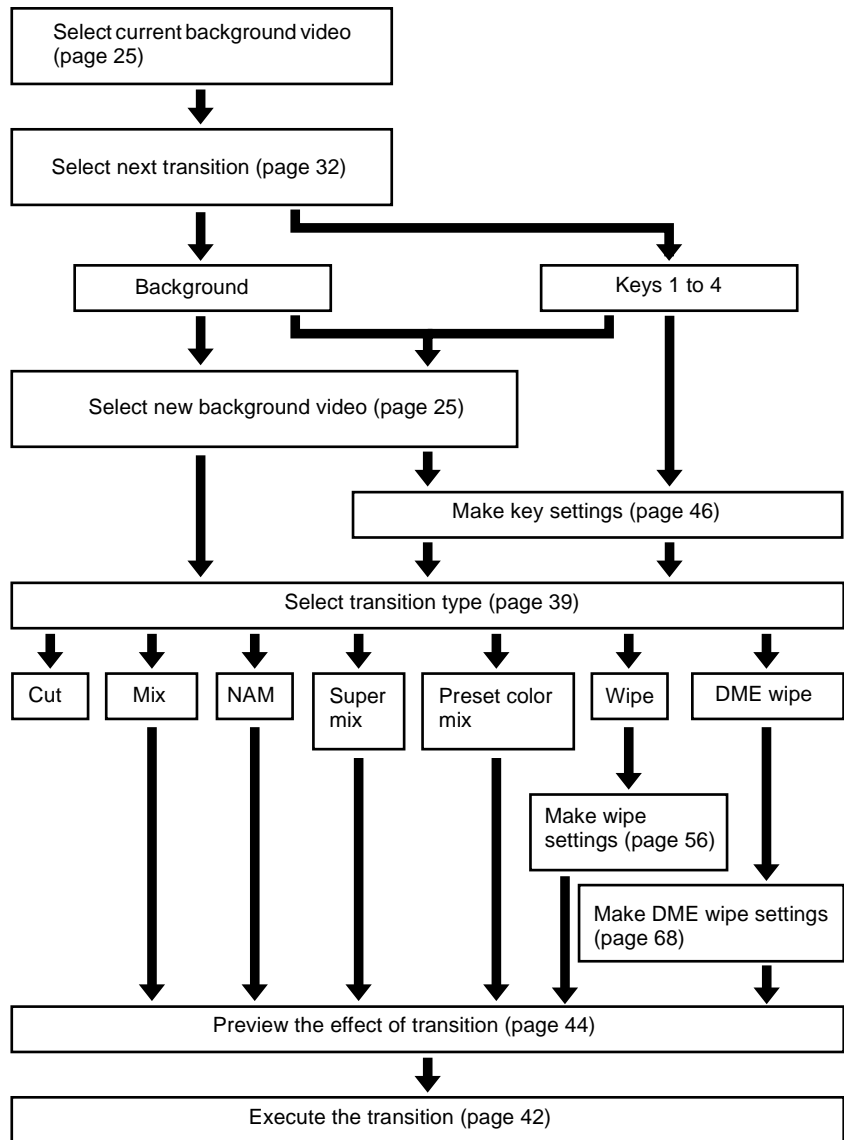 Select current background video
(page 25)
Select next transition (page 32)
Background
Keys 1 to 4
Select new background video (page 25)
Make key settings (page 46)
Select transition type (page 39)
Cut
Mix
NAM
Super
mix
Preset color
mix
Wipe
DME wipe
Make wipe
settings (page 56)
Make DME wipe settings
(page 68)
Preview the effect of transition (page 44)
Execute the transition (page 42)